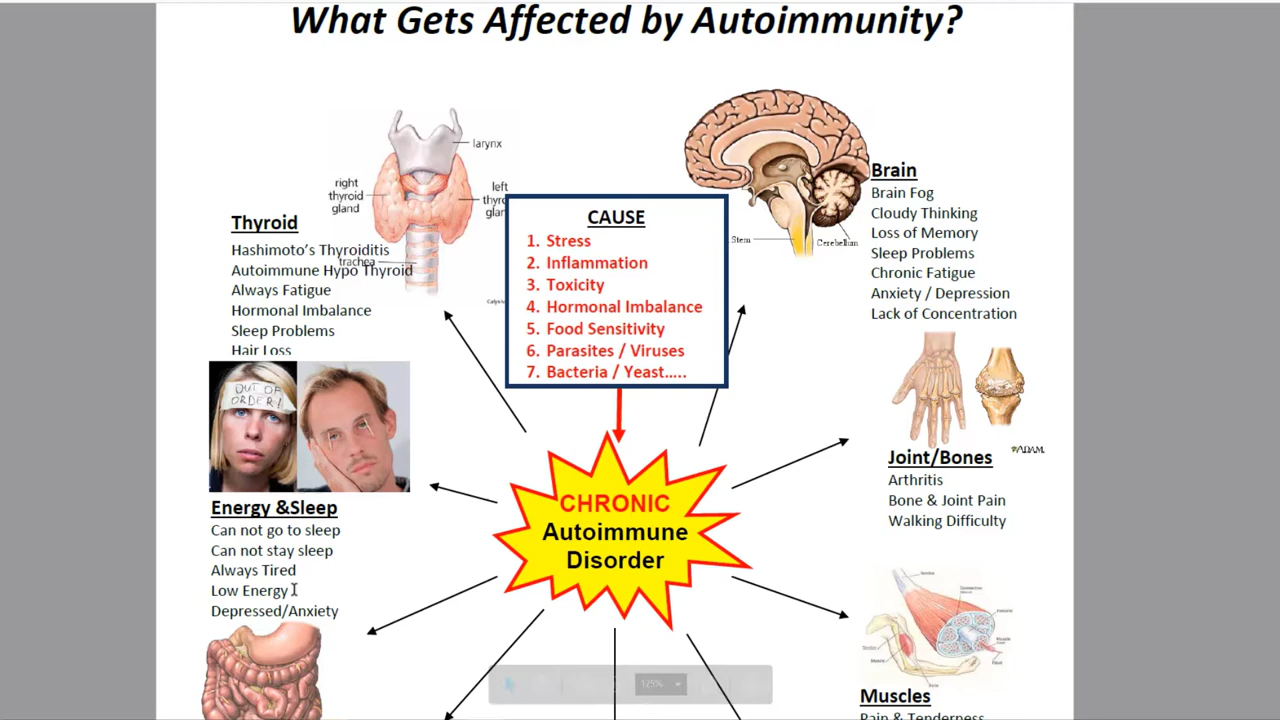 What Gets Affected by Autoimmunity?
larynx
right
thyroid
gland
left
Thyroid
Hashimoto's Thyroiditis
trachea
Autoimmune Hypo Thyroid
Always Fatigue
Hormonal Imbalance
Sleep Problems
Hair Loss
CAUSE
1. Stress
2. Inflammation
3. Toxicity
4. Hormonal Imbalance
5. Food Sensitivity
6. Parasites / Viruses
7. Bacteria / Yeast.....
Stem
Cerebellum
Brain
Brain Fog
Cloudy Thinking
Loss of Memory
Sleep Problems
Chronic Fatigue
Anxiety / Depression
Lack of Concentration
OUT OF
ORDER!
Energy &Sleep
Can not go to sleep
Can not stay sleep
Always Tired
Low Energy
Depressed/Anxiety
CHRONIC
Autoimmune
Disorder
ADAM.
Joint/Bones
Arthritis
Bone & Joint Pain
Walking Difficulty
Muscles
Pain & Tenderness
125%